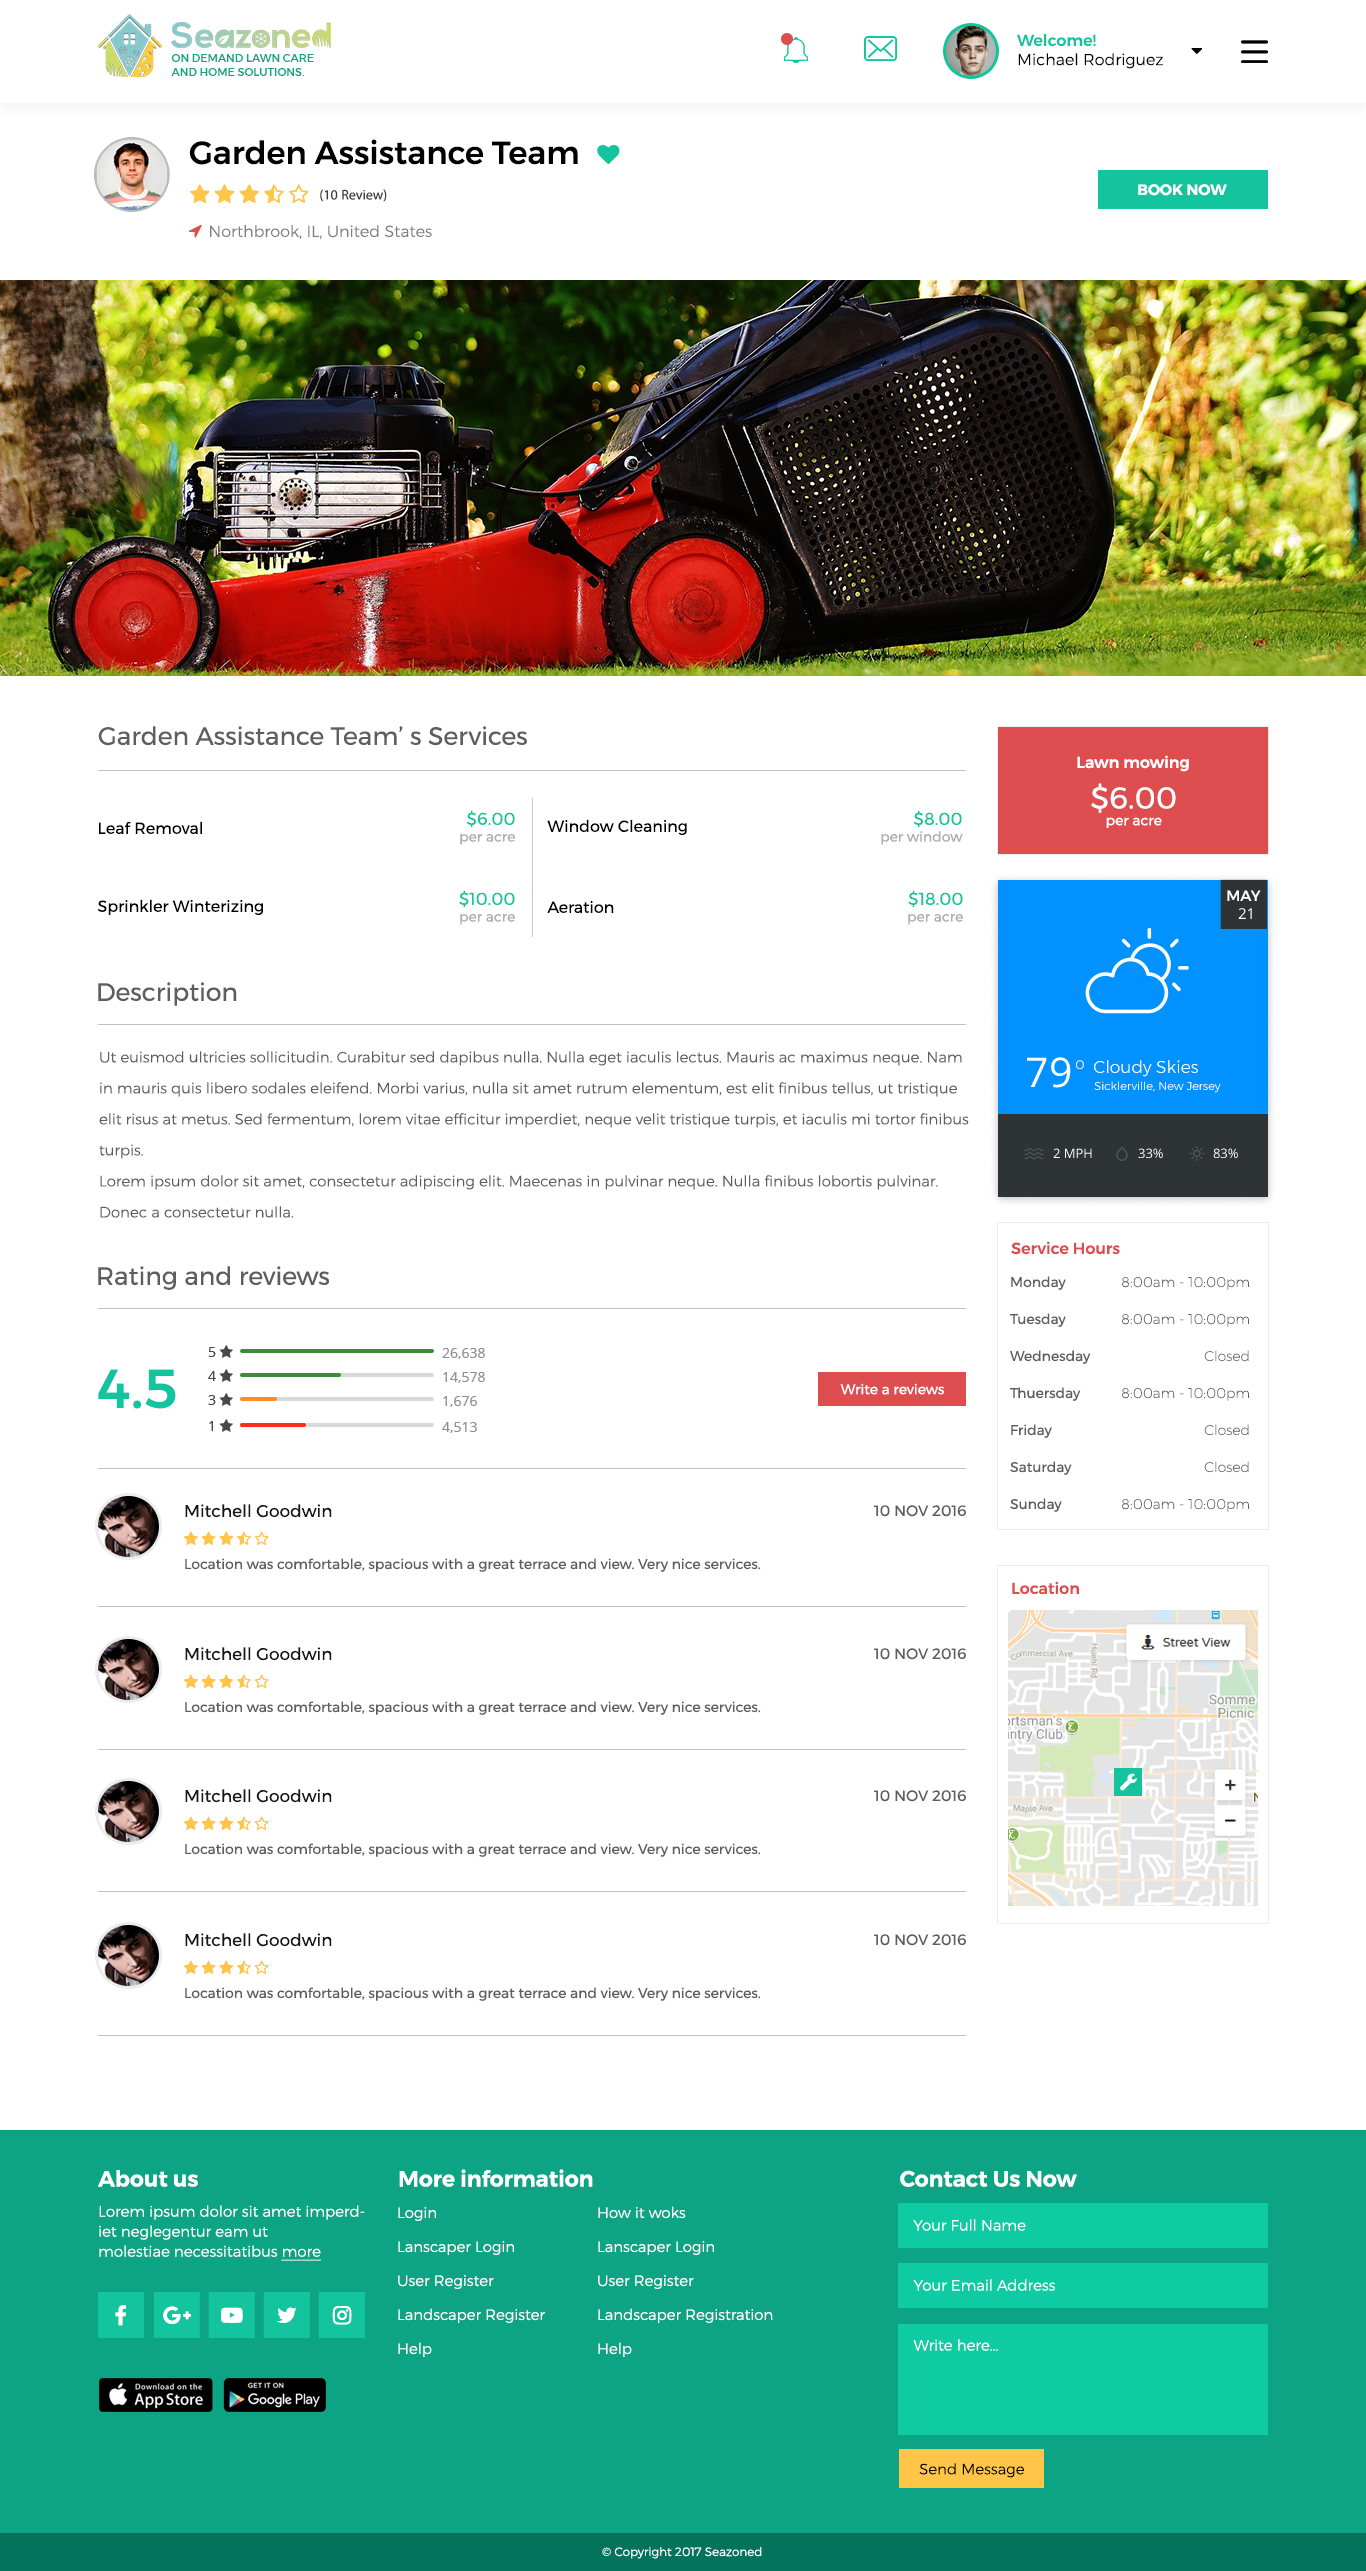 Seazoned
ON DEMAND LAWN CARE
AND HOME SOLUTIONS.
Welcome!
Michael Rodriguez
Garden Assistance Team
(10 Review)
Northbrook, IL, United States
BOOK NOW
Garden Assistance Team’ s Services
Leaf Removal
$6.00
per acre
Window Cleaning
$8.00
per window
Sprinkler Winterizing
$10.00
per acre
Aeration
$18.00
per acre
Description
Ut euismod ultricies sollicitudin. Curabitur sed dapibus nulla. Nulla eget iaculis lectus. Mauris ac maximus neque. Nam
in mauris quis libero sodales eleifend. Morbi varius, nulla sit amet rutrum elementum, est elit finibus tellus, ut tristique
elit risus at metus. Sed fermentum, lorem vitae efficitur imperdiet, neque velit tristique turpis, et iaculis mi tortor finibus
turpis.
Lorem ipsum dolor sit amet, consectetur adipiscing elit. Maecenas in pulvinar neque. Nulla finibus lobortis pulvinar.
Donec a consectetur nulla.
Rating and reviews
4.5
5 26,638
4 14,578
3 1,676
1 4,513
Write a reviews
Mitchell Goodwin
10 NOV 2016
Location was comfortable, spacious with a great terrace and view. Very nice services.
Mitchell Goodwin
10 NOV 2016
Location was comfortable, spacious with a great terrace and view. Very nice services.
Mitchell Goodwin
10 NOV 2016
Location was comfortable, spacious with a great terrace and view. Very nice services.
Mitchell Goodwin
10 NOV 2016
Location was comfortable, spacious with a great terrace and view. Very nice services.
Lawn mowing
$6.00
per acre
MAY
21
79° Cloudy Skies
Sicklerville, New Jersey
2 MPH 33% 83%
Service Hours
Monday 8:00am - 10:00pm
Tuesday 8:00am - 10:00pm
Wednesday Closed
Thuersday 8:00am - 10:00pm
Friday Closed
Saturday Closed
Sunday 8:00am - 10:00pm
Location
Street View
Commercial Ave
Huehl Rd
Somme
Picnic
ortsman's
ntry Club
Maple Ave
+
−
About us
Lorem ipsum dolor sit amet imperd-
iet neglegentur eam ut
molestiae necessitatibus more
Download on the
App Store
GET IT ON
Google Play
More information
Login
Lanscaper Login
User Register
Landscaper Register
Help
How it woks
Lanscaper Login
User Register
Landscaper Registration
Help
Contact Us Now
Your Full Name
Your Email Address
Write here...
Send Message
© Copyright 2017 Seazoned